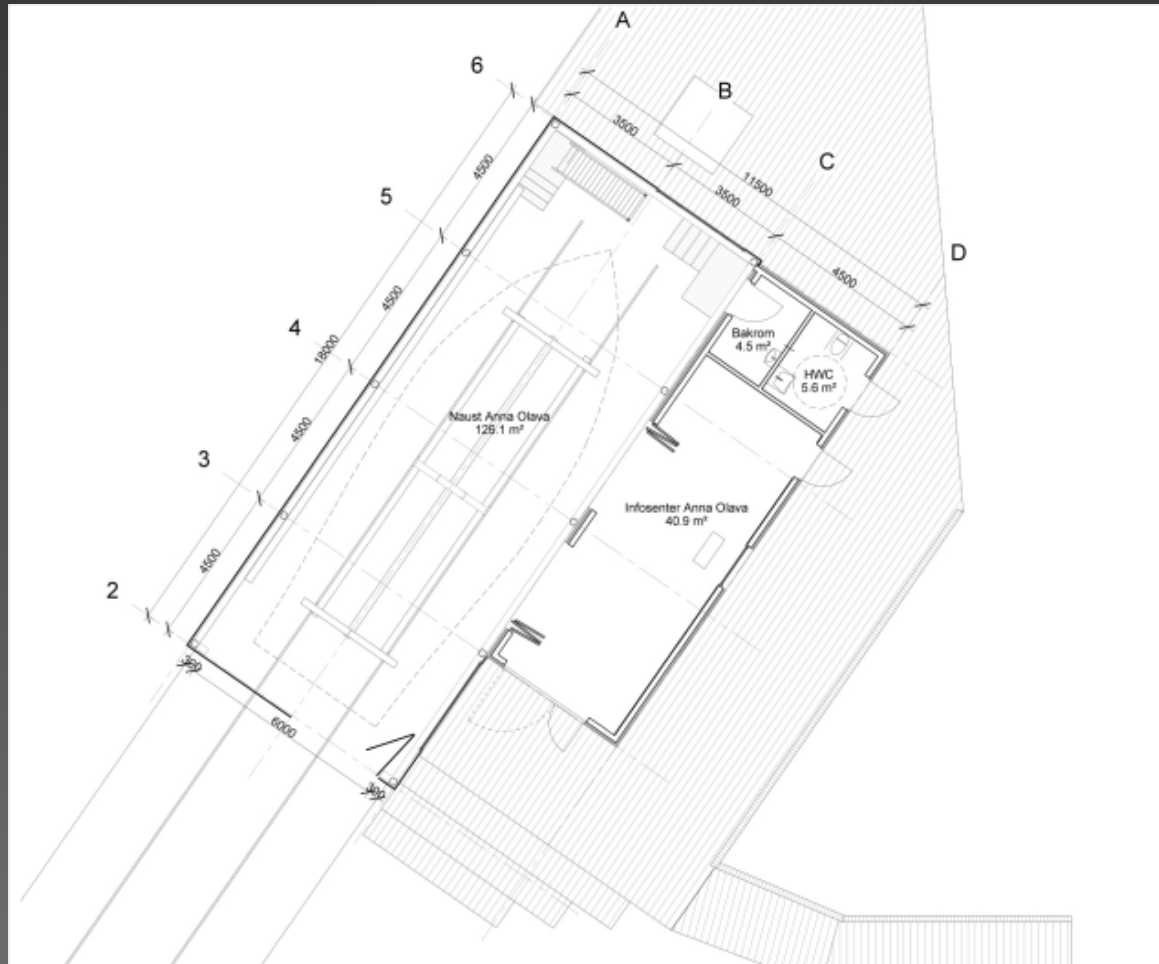 A
6
B
3500
4500
C
5
3500
11500
D
4500
4500
4
18000
Bakrom
4.5 m²
HWC
5.6 m²
Naust Anna Olava
126.1 m²
4500
3
Infosenter Anna Olava
40.9 m²
4500
2
300
6000
300